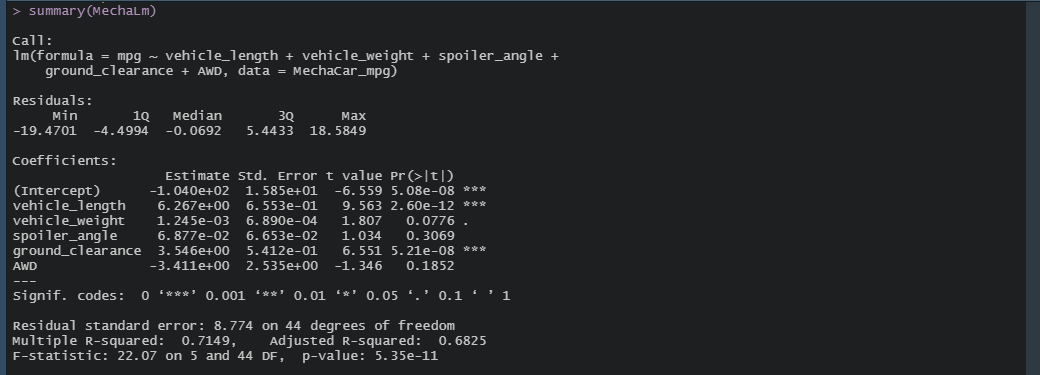 > summary(MechaLm)
Call:
lm(formula = mpg ~ vehicle_length + vehicle_weight + spoiler_angle +
    ground_clearance + AWD, data = MechaCar_mpg)
Residuals:
     Min       1Q   Median       3Q      Max
-19.4701  -4.4994  -0.0692   5.4433  18.5849
Coefficients:
                   Estimate Std. Error t value Pr(>|t|)
(Intercept)      -1.040e+02  1.585e+01  -6.559 5.08e-08 ***
vehicle_length    6.267e+00  6.553e-01   9.563 2.60e-12 ***
vehicle_weight    1.245e-03  6.890e-04   1.807   0.0776 .
spoiler_angle     6.877e-02  6.653e-02   1.034   0.3069
ground_clearance  3.546e+00  5.412e-01   6.551 5.21e-08 ***
AWD              -3.411e+00  2.535e+00  -1.346   0.1852
---
Signif. codes:  0 ‘***’ 0.001 ‘**’ 0.01 ‘*’ 0.05 ‘.’ 0.1 ‘ ’ 1
Residual standard error: 8.774 on 44 degrees of freedom
Multiple R-squared:  0.7149,    Adjusted R-squared:  0.6825
F-statistic: 22.07 on 5 and 44 DF,  p-value: 5.35e-11